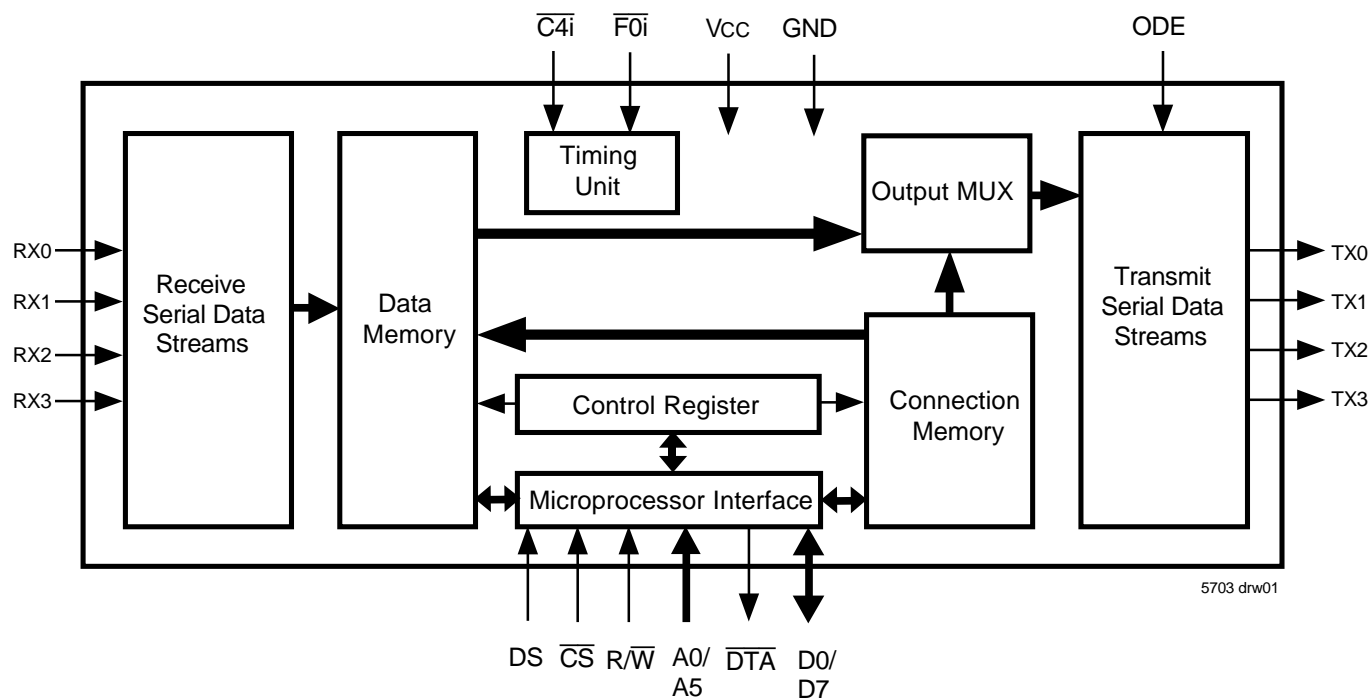 C4i F0i VCC GND ODE
Timing
Unit
Output MUX
Receive
Serial Data
Streams
Data
Memory
Transmit
Serial Data
Streams
RX0
RX1
RX2
RX3
TX0
TX1
TX2
TX3
Control Register
Connection
Memory
Microprocessor Interface
5703 drw01
DS CS R/W A0/ DTA D0/
A5 D7